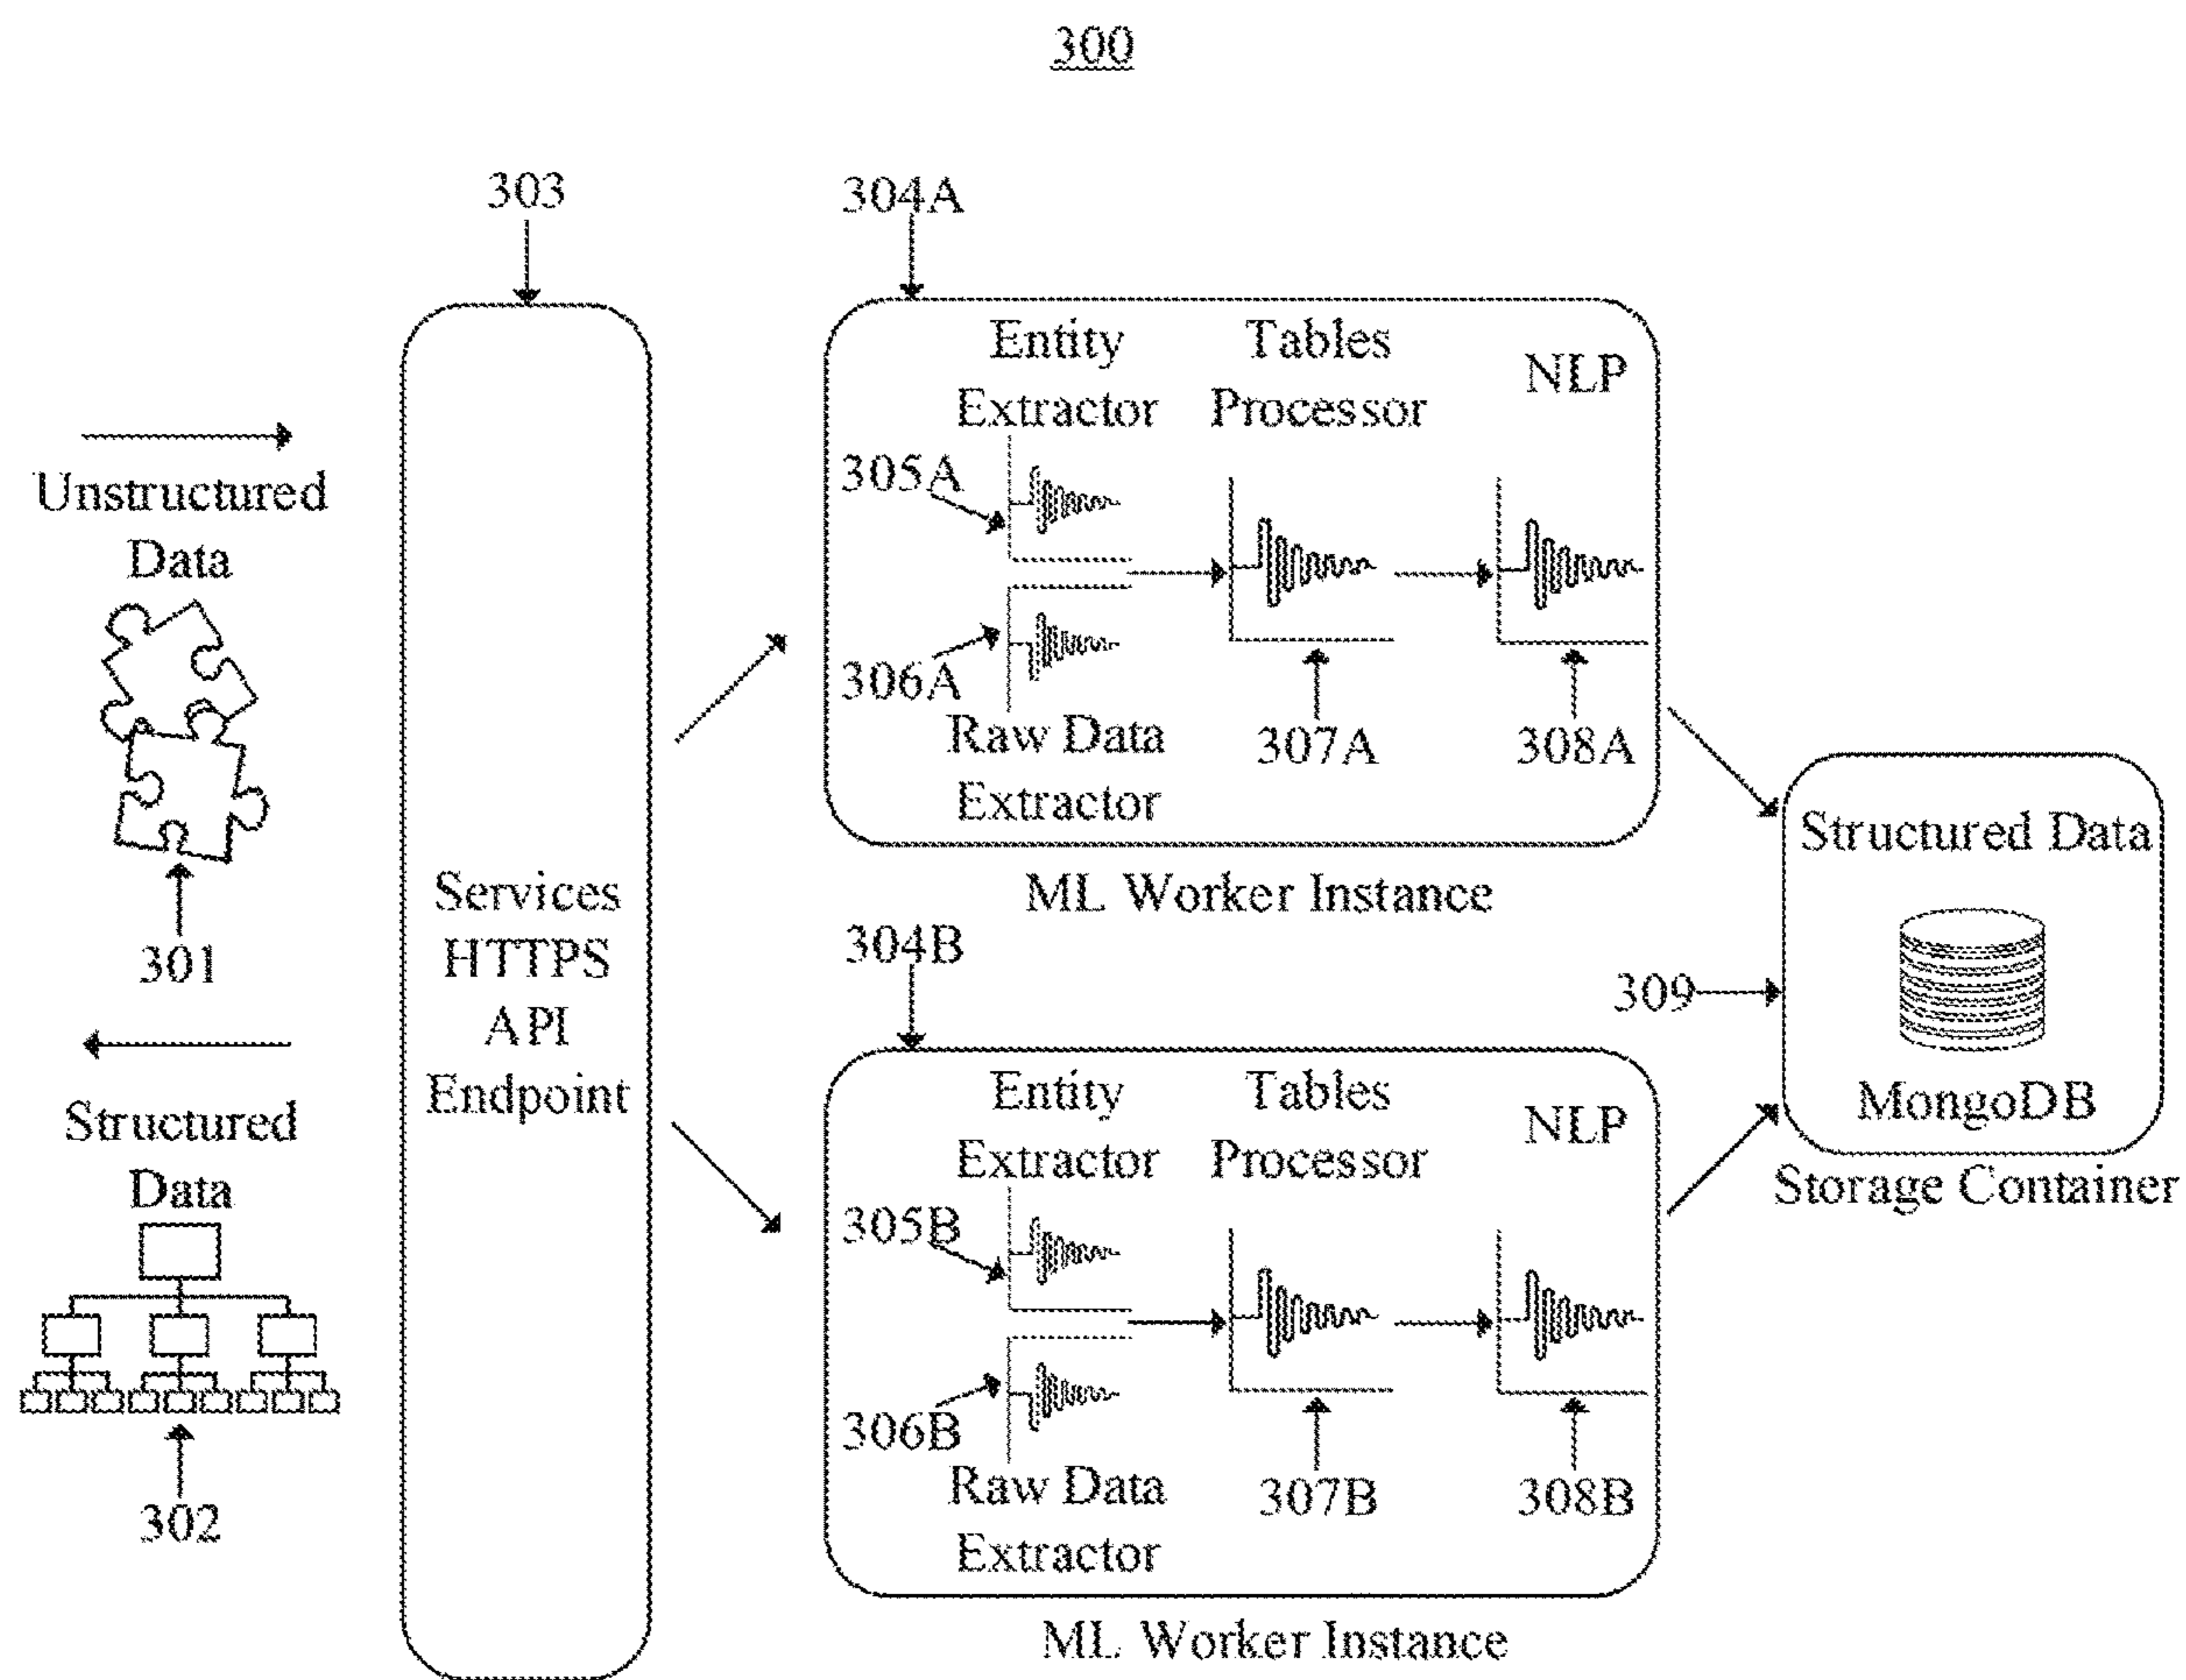 300
303
304A
Entity
Extractor
Tables
Processor
NLP
305A
306A
Raw Data
Extractor
307A
308A
ML Worker Instance
Unstructured
Data
301
Structured
Data
302
Services
HTTPS
API
Endpoint
304B
Entity
Extractor
Tables
Processor
NLP
305B
306B
Raw Data
Extractor
307B
308B
ML Worker Instance
Structured Data
309
MongoDB
Storage Container